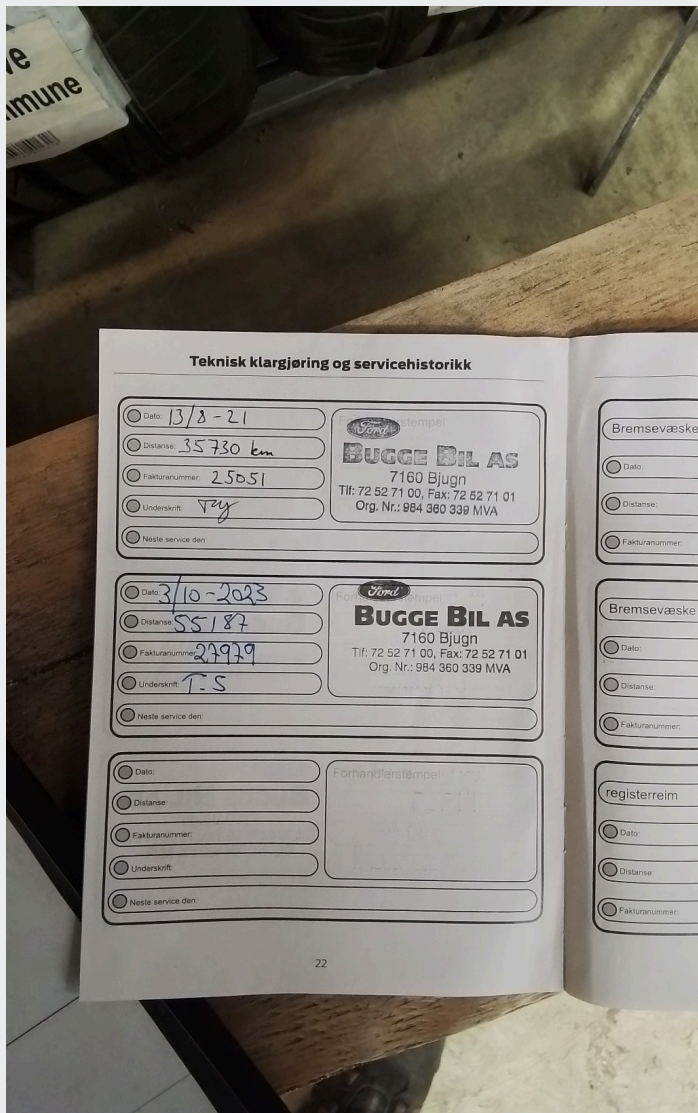 mmune
Teknisk klargjøring og servicehistorikk
Dato: 13/8-21
Distanse: 35730 km
Fakturanummer: 25051
Underskrift:
Neste service den:
Ford
BUGGE BIL AS
7160 Bjugn
Tlf: 72 52 71 00, Fax: 72 52 71 01
Org. Nr.: 984 360 339 MVA
Dato: 3/10-2023
Distanse: 55187
Fakturanummer: 27979
Underskrift: T.S
Neste service den:
Ford
BUGGE BIL AS
7160 Bjugn
Tlf: 72 52 71 00, Fax: 72 52 71 01
Org. Nr.: 984 360 339 MVA
Dato:
Distanse:
Fakturanummer:
Underskrift:
Neste service den:
Forhandlerstempel
22
Bremsevæske
Dato:
Distanse:
Fakturanummer:
Bremsevæske
Dato:
Distanse:
Fakturanummer:
registerreim
Dato:
Distanse:
Fakturanummer: